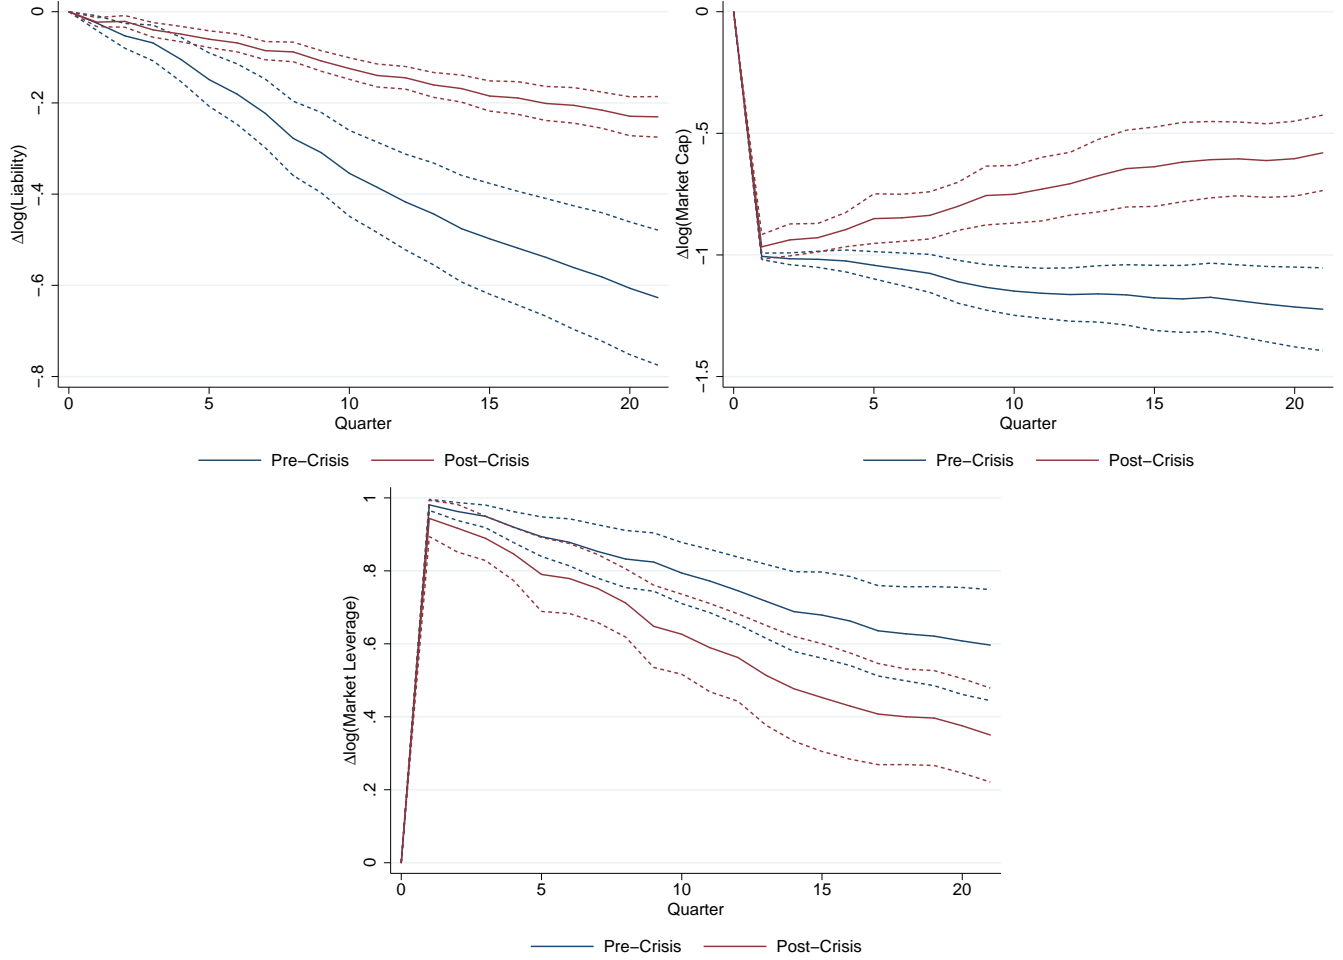 Δlog(Liability)
0
−.2
−.4
−.6
−.8
0 5 10 15 20
Quarter
Pre−Crisis Post−Crisis
Δlog(Market Cap)
0
−.5
−1
−1.5
0 5 10 15 20
Quarter
Pre−Crisis Post−Crisis
Δlog(Market Leverage)
1
.8
.6
.4
.2
0
0 5 10 15 20
Quarter
Pre−Crisis Post−Crisis